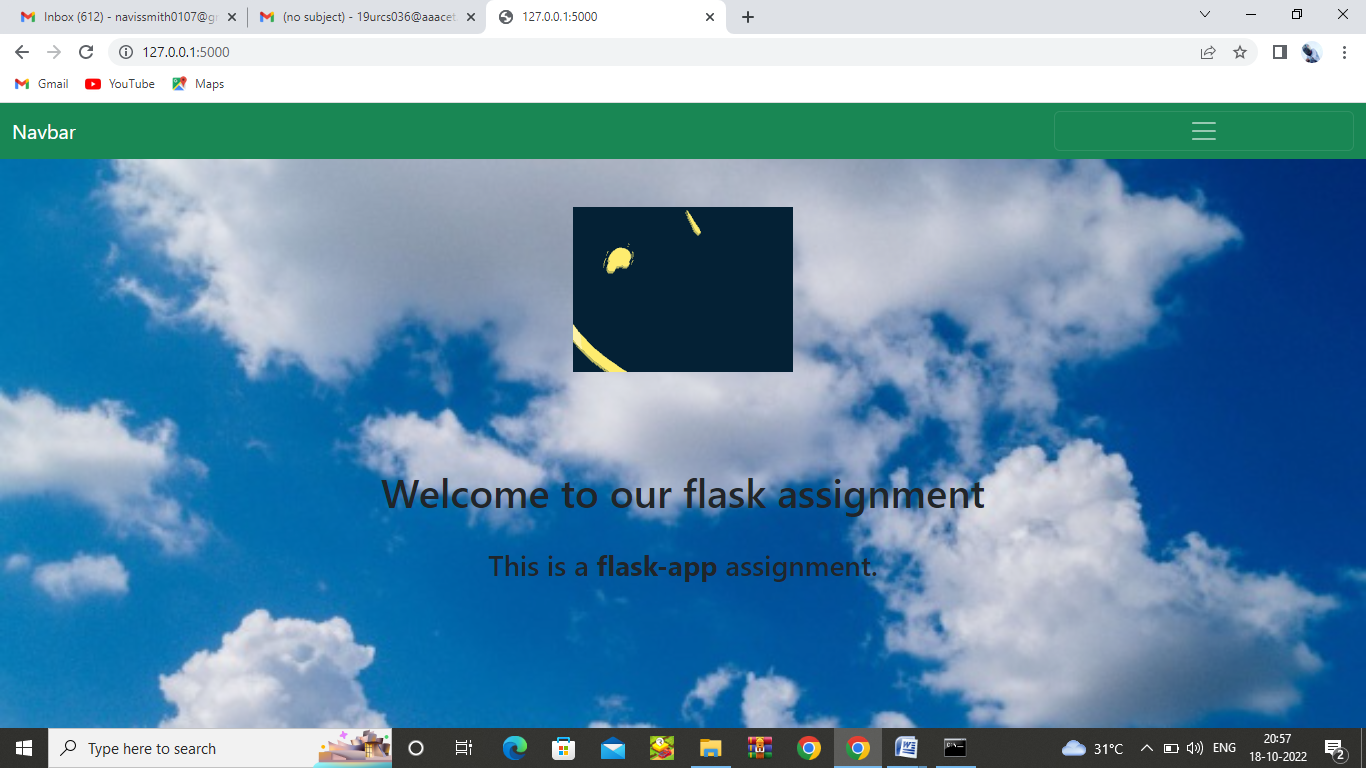 Inbox (612) - navissmith0107@gr
(no subject) - 19urcs036@aaacet.
127.0.0.1:5000
127.0.0.1:5000
Gmail
YouTube
Maps
Navbar
Welcome to our flask assignment
This is a flask-app assignment.
Type here to search
31°C
ENG
20:57
18-10-2022
2